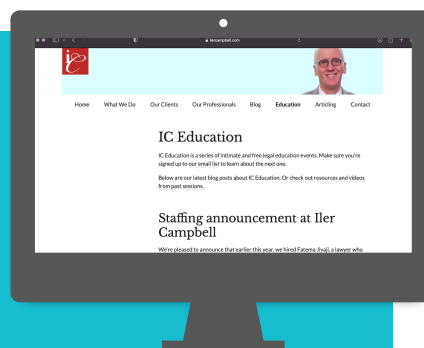 ilercampbell.com
ic
Home What We Do Our Clients Our Professionals Blog Education Articling Contact
IC Education
IC Education is a series of intimate and free legal education events. Make sure you're
signed up to our email list to learn about the next one.
Below are our latest blog posts about IC Education. Or check out resources and videos
from past sessions.
Staffing announcement at Iler
Campbell
We're pleased to announce that earlier this year, we hired Fatema Jivaji, a lawyer who